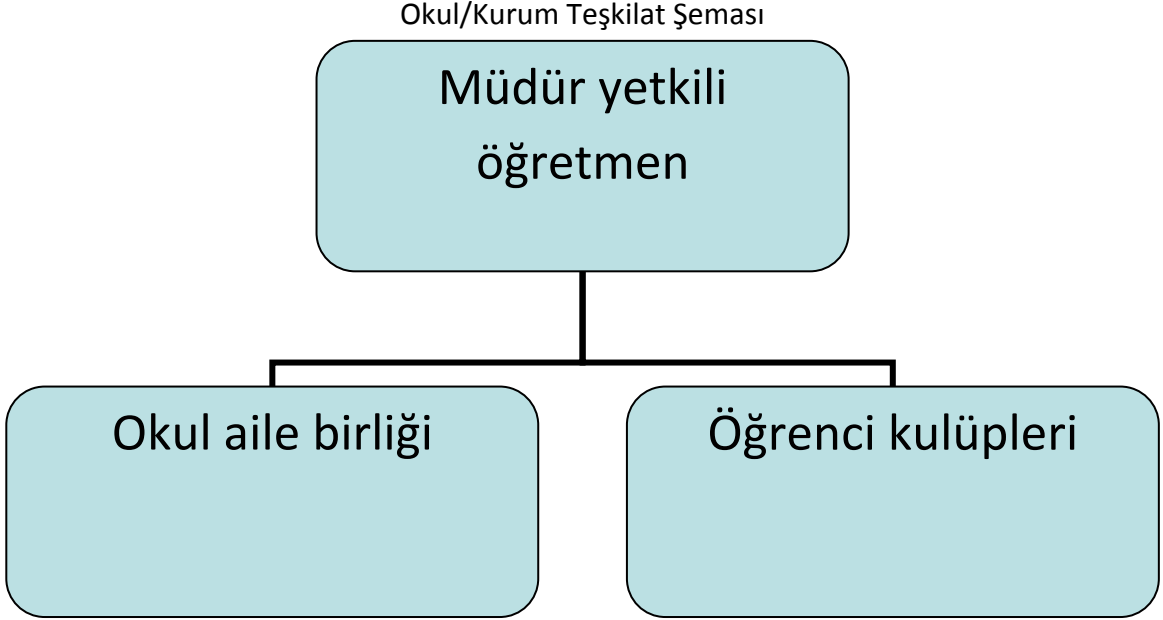 Okul/Kurum Teşkilat Şeması
Müdür yetkili
öğretmen
Okul aile birliği
Öğrenci kulüpleri